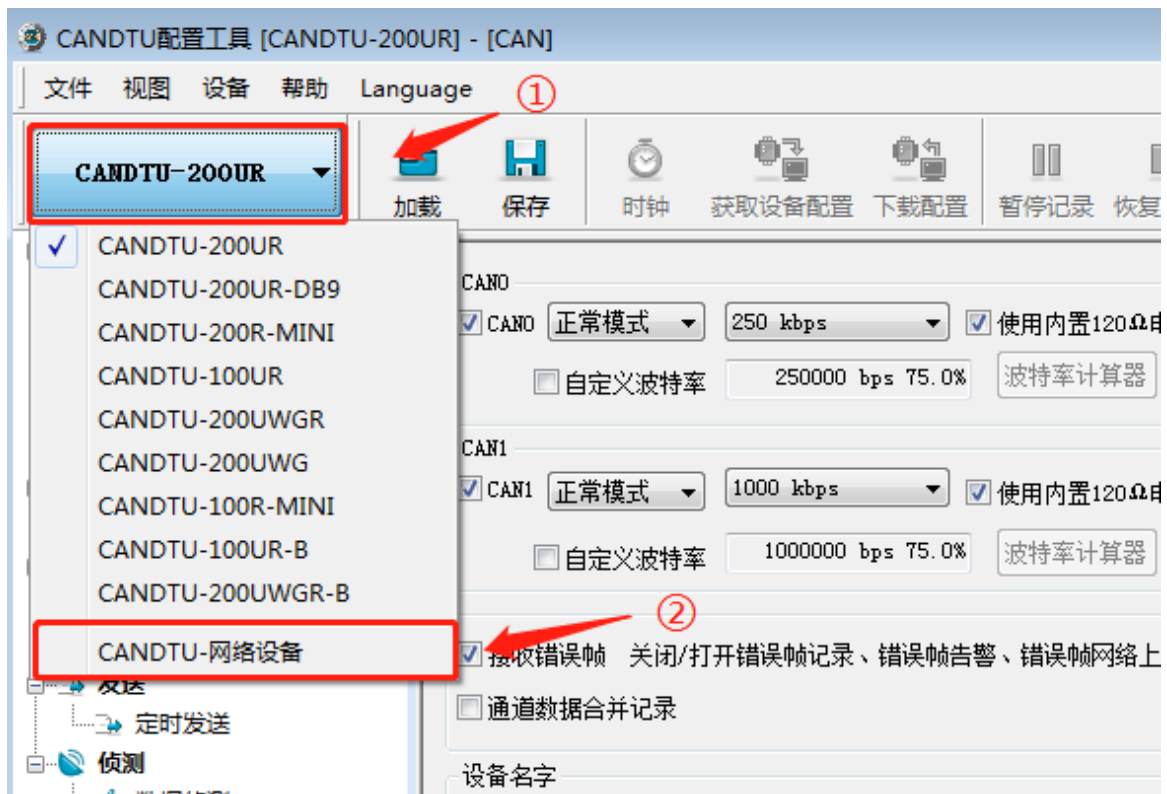 CANDTU配置工具 [CANDTU-200UR] - [CAN]
文件 视图 设备 帮助 Language ①
CANDTU-200UR
加载 保存 时钟 获取设备配置 下载配置 暂停记录 恢复
CANDTU-200UR
CANDTU-200UR-DB9
CANDTU-200R-MINI
CANDTU-100UR
CANDTU-200UWGR
CANDTU-200UWG
CANDTU-100R-MINI
CANDTU-100UR-B
CANDTU-200UWGR-B
CANDTU-网络设备
CAN0
CAN0 正常模式 250 kbps 使用内置120Ω
自定义波特率 250000 bps 75.0% 波特率计算器
CAN1
CAN1 正常模式 1000 kbps 使用内置120Ω
自定义波特率 1000000 bps 75.0% 波特率计算器
②
接收错误帧 关闭/打开错误帧记录、错误帧告警、错误帧网络上
通道数据合并记录
设备名字
发送
定时发送
侦测